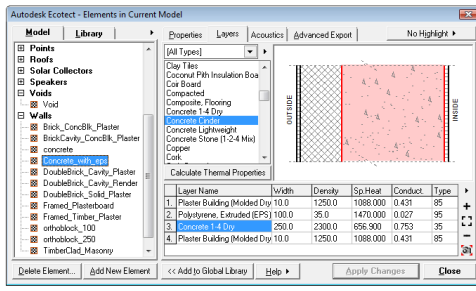 Autodesk Ecotect - Elements in Current Model
Model
Library
Properties
Layers
Acoustics
Advanced Export
No Highlight
Points
Roofs
Solar Collectors
Speakers
Voids
Void
Walls
Brick_ConcBlk_Plaster
BrickCavity_ConcBlk_Plaster
concrete
Concrete_with_eps
DoubleBrick_Cavity_Plaster
DoubleBrick_Cavity_Render
DoubleBrick_Solid_Plaster
Framed_Plasterboard
Framed_Timber_Plaster
orthoblock_100
orthoblock_250
TimberClad_Masonry
[All Types]
Clay Tiles
Coconut Pith Insulation Boa
Coir Board
Compacted
Composite, Flooring
Concrete 1-4 Dry
Concrete Cinder
Concrete Lightweight
Concrete Stone (1-2-4 Mix)
Copper
Cork
Calculate Thermal Properties
OUTSIDE
INSIDE
Layer Name Width Density Sp.Heat Conduct. Type
1. Plaster Building (Molded Dry 10.0 1250.0 1088.000 0.431 85
2. Polystyrene, Extruded (EPS) 100.0 35.0 1470.000 0.027 95
3. Concrete 1-4 Dry 250.0 2300.0 656.900 0.753 35
4. Plaster Building (Molded Dry 10.0 1250.0 1088.000 0.431 85
Delete Element...
Add New Element
<< Add to Global Library
Help
Apply Changes
Close